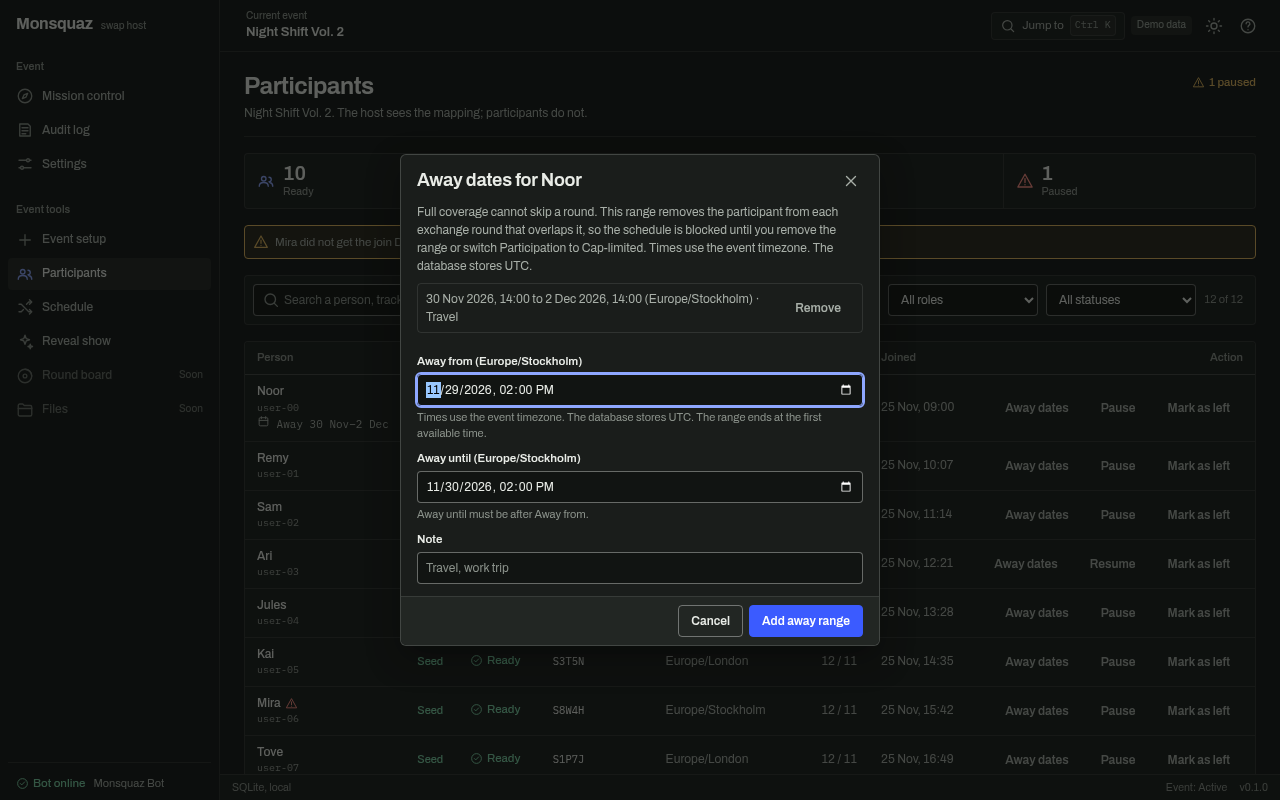 Monsquaz swap host
Current event
Night Shift Vol. 2
Jump to Ctrl K
Demo data
Event
Mission control
Audit log
Settings
Event tools
Event setup
Participants
Schedule
Reveal show
Round board Soon
Files Soon
Bot online Monsquaz Bot
Participants
1 paused
Night Shift Vol. 2. The host sees the mapping; participants do not.
10
Ready
1
Paused
Mira did not get the join D
Search a person, track
All roles
All statuses
12 of 12
Person Joined Action
Noor
user-00
Away 30 Nov–2 Dec
25 Nov, 09:00 Away dates Pause Mark as left
Remy
user-01
25 Nov, 10:07 Away dates Pause Mark as left
Sam
user-02
25 Nov, 11:14 Away dates Pause Mark as left
Ari
user-03
25 Nov, 12:21 Away dates Resume Mark as left
Jules
user-04
25 Nov, 13:28 Away dates Pause Mark as left
Kai
user-05
Seed Ready S3T5N Europe/London 12 / 11 25 Nov, 14:35 Away dates Pause Mark as left
Mira
user-06
Seed Ready S8W4H Europe/Stockholm 12 / 11 25 Nov, 15:42 Away dates Pause Mark as left
Tove
user-07
Seed Ready S1P7J Europe/London 12 / 11 25 Nov, 16:49 Away dates Pause Mark as left
Away dates for Noor
Full coverage cannot skip a round. This range removes the participant from each
exchange round that overlaps it, so the schedule is blocked until you remove the
range or switch Participation to Cap-limited. Times use the event timezone. The
database stores UTC.
30 Nov 2026, 14:00 to 2 Dec 2026, 14:00 (Europe/Stockholm) ·
Travel
Remove
Away from (Europe/Stockholm)
11/29/2026, 02:00 PM
Times use the event timezone. The database stores UTC. The range ends at the first
available time.
Away until (Europe/Stockholm)
11/30/2026, 02:00 PM
Away until must be after Away from.
Note
Travel, work trip
Cancel
Add away range
SQLite, local
Event: Active v0.1.0